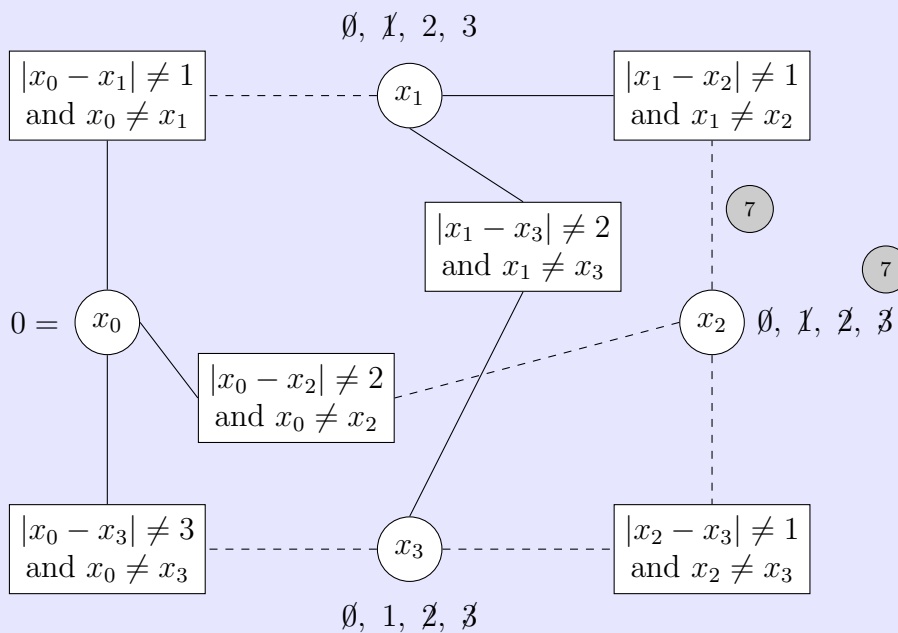 0̸, 1̸, 2, 3
|x₀ − x₁| ≠ 1
and x₀ ≠ x₁
x₁
|x₁ − x₂| ≠ 1
and x₁ ≠ x₂
7
|x₁ − x₃| ≠ 2
and x₁ ≠ x₃
7
0 = x₀
x₂ 0̸, 1̸, 2̸, 3̸
|x₀ − x₂| ≠ 2
and x₀ ≠ x₂
|x₀ − x₃| ≠ 3
and x₀ ≠ x₃
x₃
|x₂ − x₃| ≠ 1
and x₂ ≠ x₃
0̸, 1, 2̸, 3̸